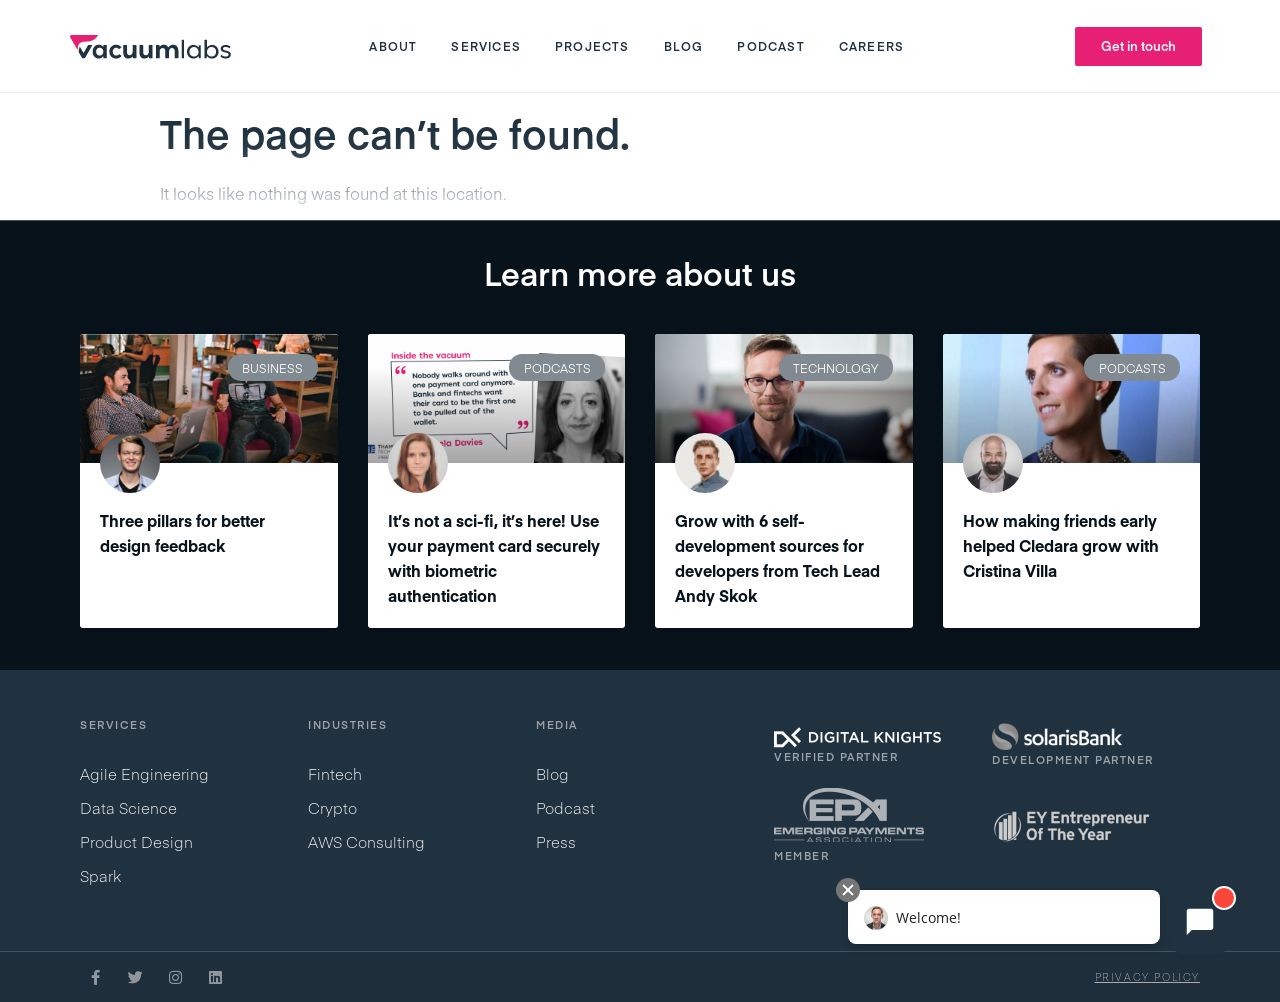 vacuumlabs
ABOUT
SERVICES
PROJECTS
BLOG
PODCAST
CAREERS
Get in touch
The page can’t be found.
It looks like nothing was found at this location.
Learn more about us
BUSINESS
Three pillars for better
design feedback
Inside the vacuum
PODCASTS
Nobody walks around with
one payment card anymore.
Banks and fintechs want
their card to be the first one
to be pulled out of the
wallet.
Davies
It’s not a sci-fi, it’s here! Use
your payment card securely
with biometric
authentication
TECHNOLOGY
Grow with 6 self-
development sources for
developers from Tech Lead
Andy Skok
PODCASTS
How making friends early
helped Cledara grow with
Cristina Villa
SERVICES
Agile Engineering
Data Science
Product Design
Spark
INDUSTRIES
Fintech
Crypto
AWS Consulting
MEDIA
Blog
Podcast
Press
DIGITAL KNIGHTS
VERIFIED PARTNER
solarisBank
DEVELOPMENT PARTNER
EPA
EMERGING PAYMENTS
ASSOCIATION
MEMBER
EY Entrepreneur
Of The Year
Welcome!
PRIVACY POLICY